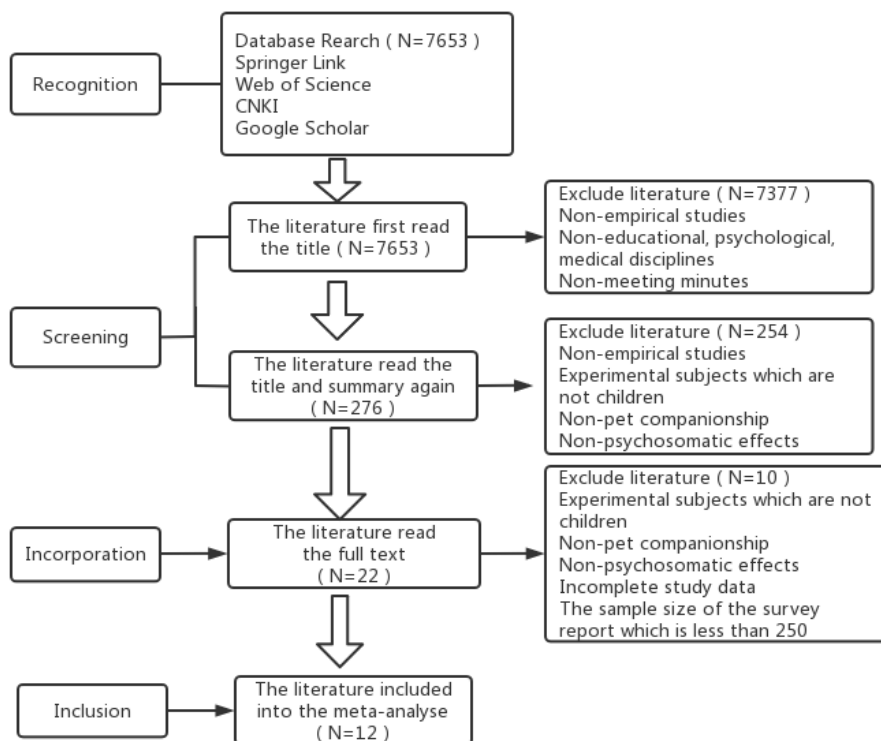 Recognition
Database Rearch ( N=7653 )
Springer Link
Web of Science
CNKI
Google Scholar
The literature first read
the title ( N=7653 )
Exclude literature ( N=7377 )
Non-empirical studies
Non-educational, psychological,
medical disciplines
Non-meeting minutes
Screening
The literature read the
title and summary again
( N=276 )
Exclude literature ( N=254 )
Non-empirical studies
Experimental subjects which are
not children
Non-pet companionship
Non-psychosomatic effects
Incorporation
The literature read
the full text
( N=22 )
Exclude literature ( N=10 )
Experimental subjects which are not
children
Non-pet companionship
Non-psychosomatic effects
Incomplete study data
The sample size of the survey
report which is less than 250
Inclusion
The literature included
into the meta-analyse
( N=12 )